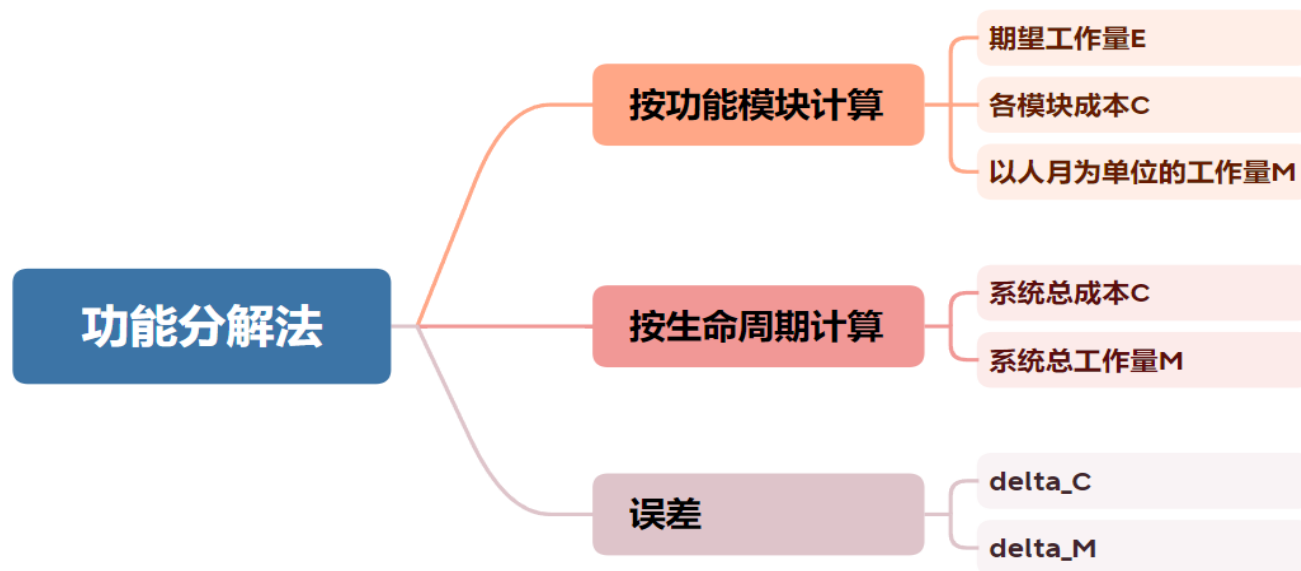 功能分解法
按功能模块计算
期望工作量E
各模块成本C
以人月为单位的工作量M
按生命周期计算
系统总成本C
系统总工作量M
误差
delta_C
delta_M